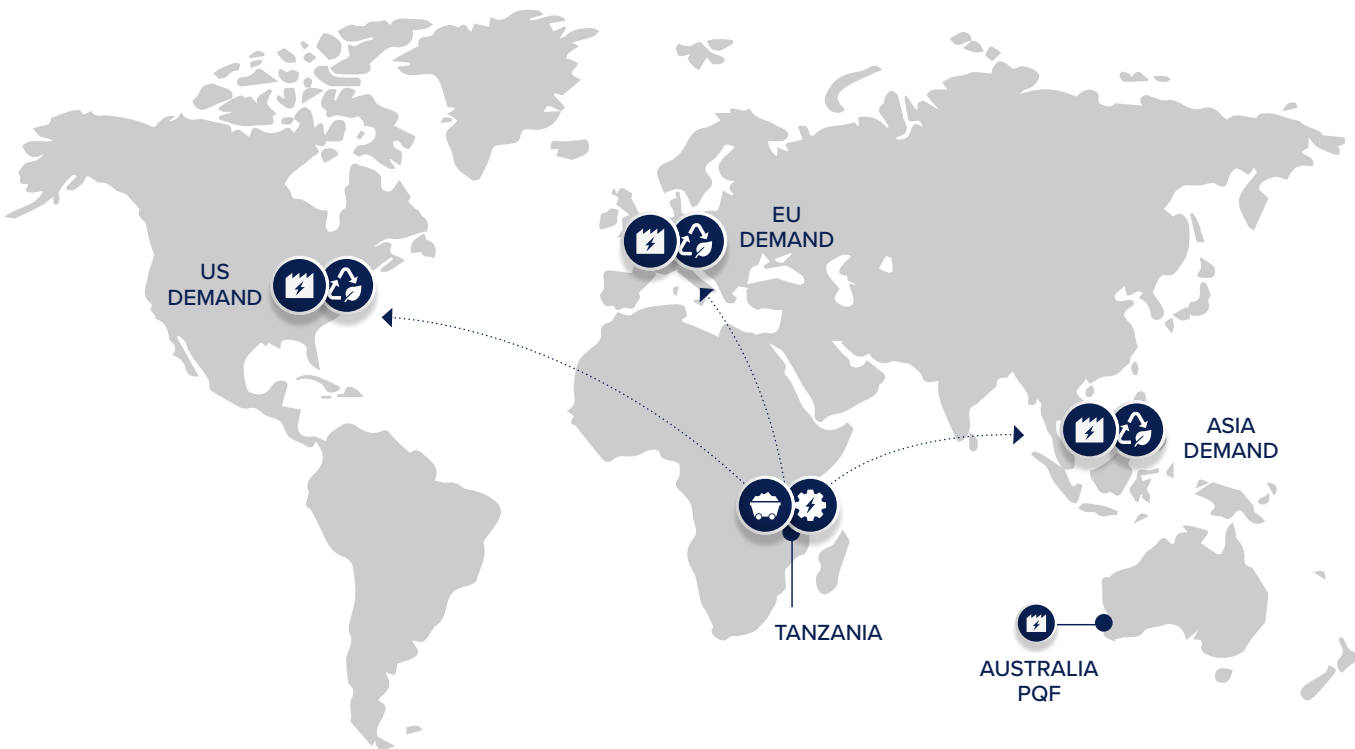 EU
DEMAND
US
DEMAND
ASIA
DEMAND
TANZANIA
AUSTRALIA
PQF